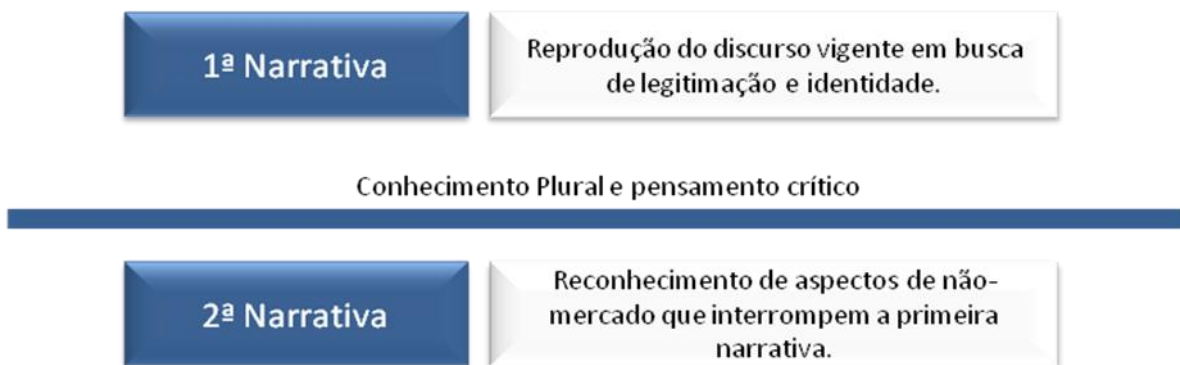 1ª Narrativa
Reprodução do discurso vigente em busca
de legitimação e identidade.
Conhecimento Plural e pensamento crítico
2ª Narrativa
Reconhecimento de aspectos de não-
mercado que interrompem a primeira
narrativa.